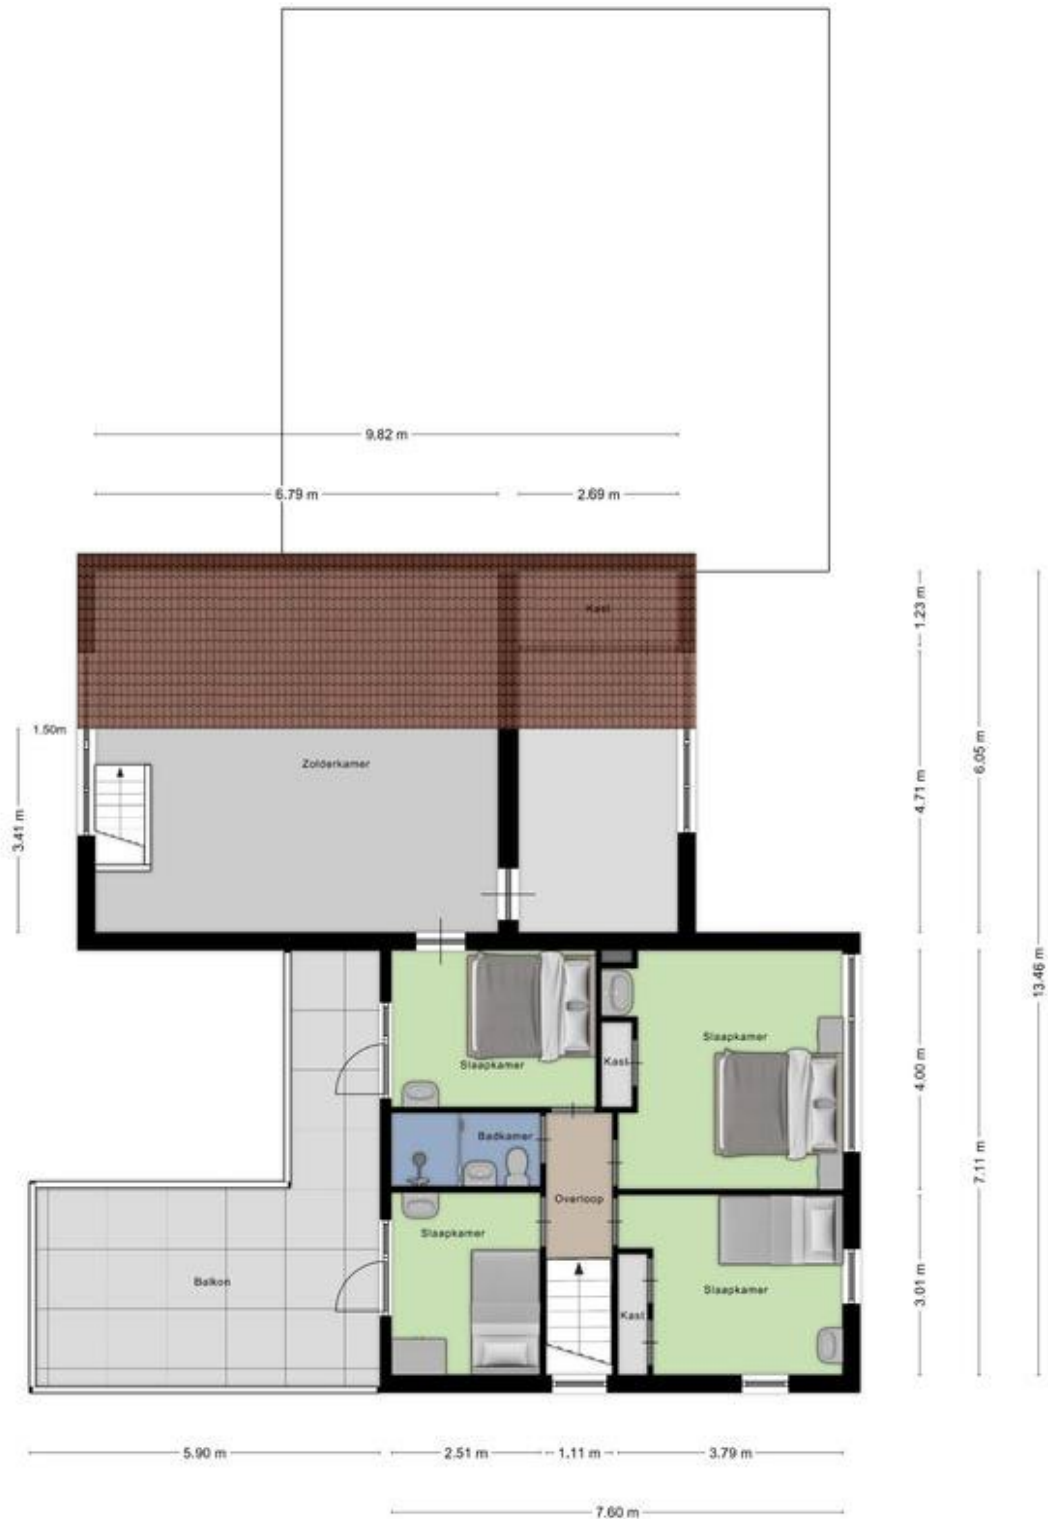 9.82 m
6.79 m
2.69 m
Kast
1.23 m
1.50m
Zolderkamer
3.41 m
4.71 m
6.05 m
13.46 m
Slaapkamer
Slaapkamer
Kast
4.00 m
7.11 m
Badkamer
Overloop
Slaapkamer
Balkon
Slaapkamer
Kast
3.01 m
5.90 m
2.51 m
1.11 m
3.79 m
7.60 m